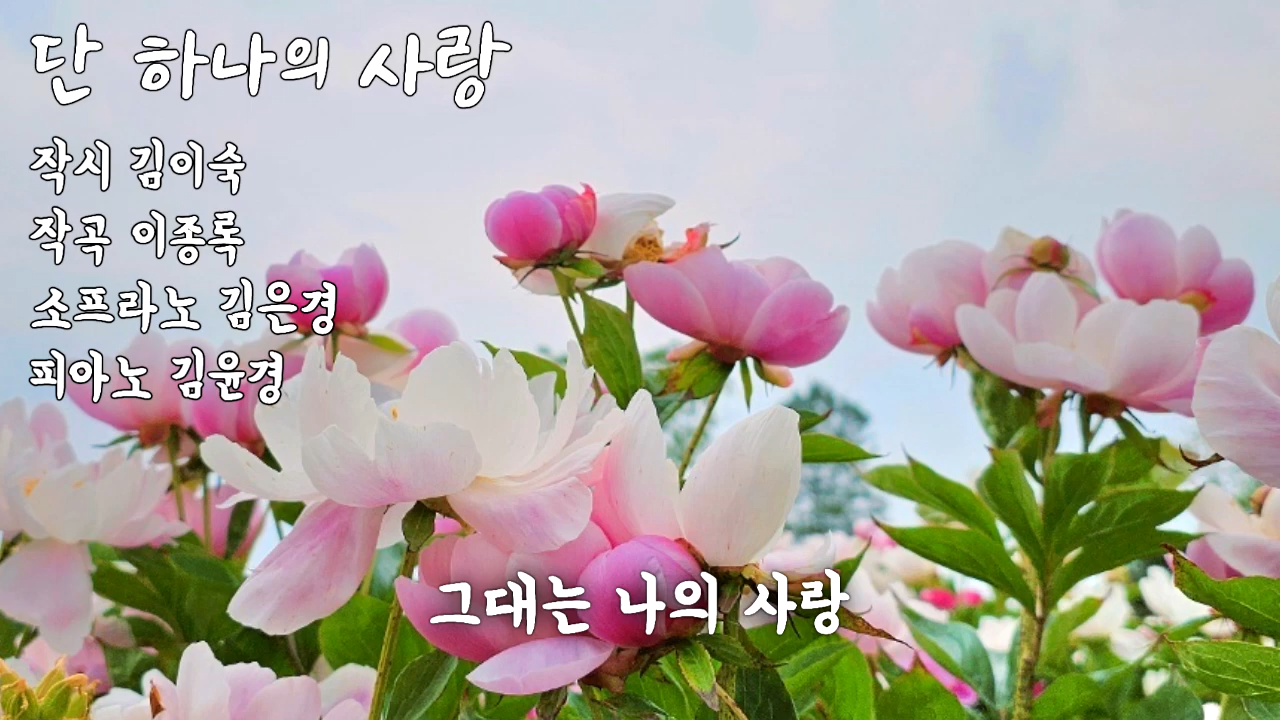 단 하나의 사랑
작시 김이숙
작곡 이종록
소프라노 김은경
피아노 김윤경
그대는 나의 사랑